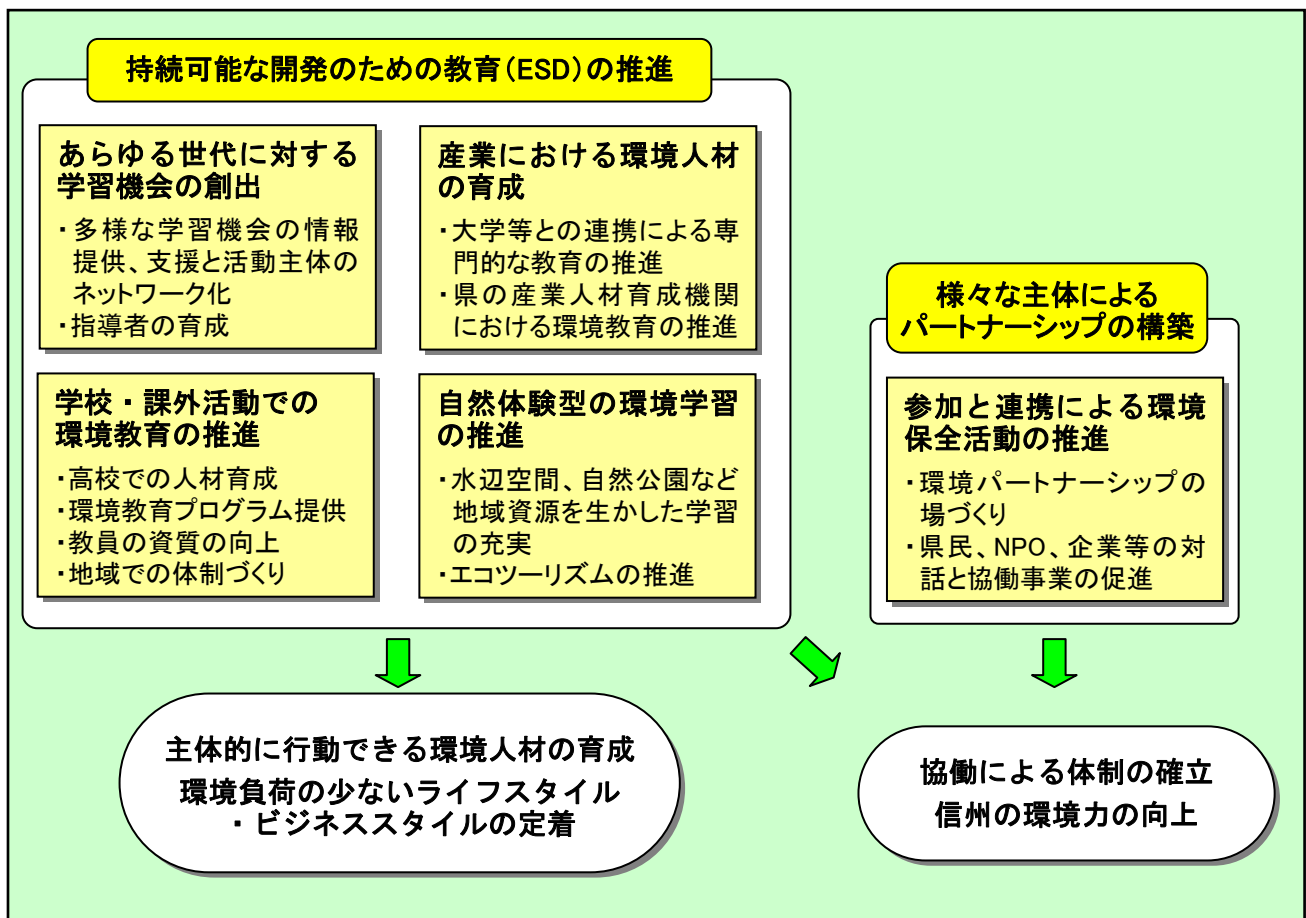 持続可能な開発のための教育(ESD)の推進
あらゆる世代に対する
学習機会の創出
・多様な学習機会の情報
提供、支援と活動主体の
ネットワーク化
・指導者の育成
産業における環境人材
の育成
・大学等との連携による専
門的な教育の推進
・県の産業人材育成機関
における環境教育の推進
学校・課外活動での
環境教育の推進
・高校での人材育成
・環境教育プログラム提供
・教員の資質の向上
・地域での体制づくり
自然体験型の環境学習
の推進
・水辺空間、自然公園など
地域資源を生かした学習
の充実
・エコツーリズムの推進
様々な主体による
パートナーシップの構築
参加と連携による環境
保全活動の推進
・環境パートナーシップの
場づくり
・県民、NPO、企業等の対
話と協働事業の促進
主体的に行動できる環境人材の育成
環境負荷の少ないライフスタイル
・ビジネススタイルの定着
協働による体制の確立
信州の環境力の向上